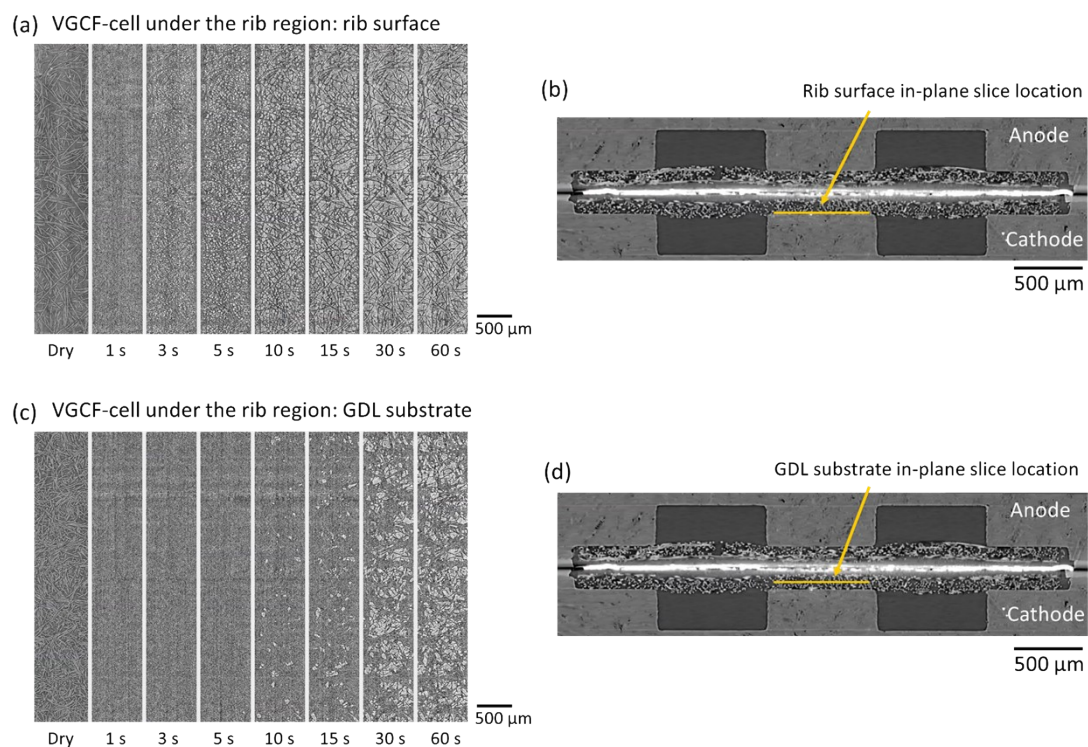 (a) VGCF-cell under the rib region: rib surface
500 µm
Dry 1 s 3 s 5 s 10 s 15 s 30 s 60 s
(b)
Rib surface in-plane slice location
Anode
Cathode
500 µm
(c) VGCF-cell under the rib region: GDL substrate
500 µm
Dry 1 s 3 s 5 s 10 s 15 s 30 s 60 s
(d)
GDL substrate in-plane slice location
Anode
Cathode
500 µm